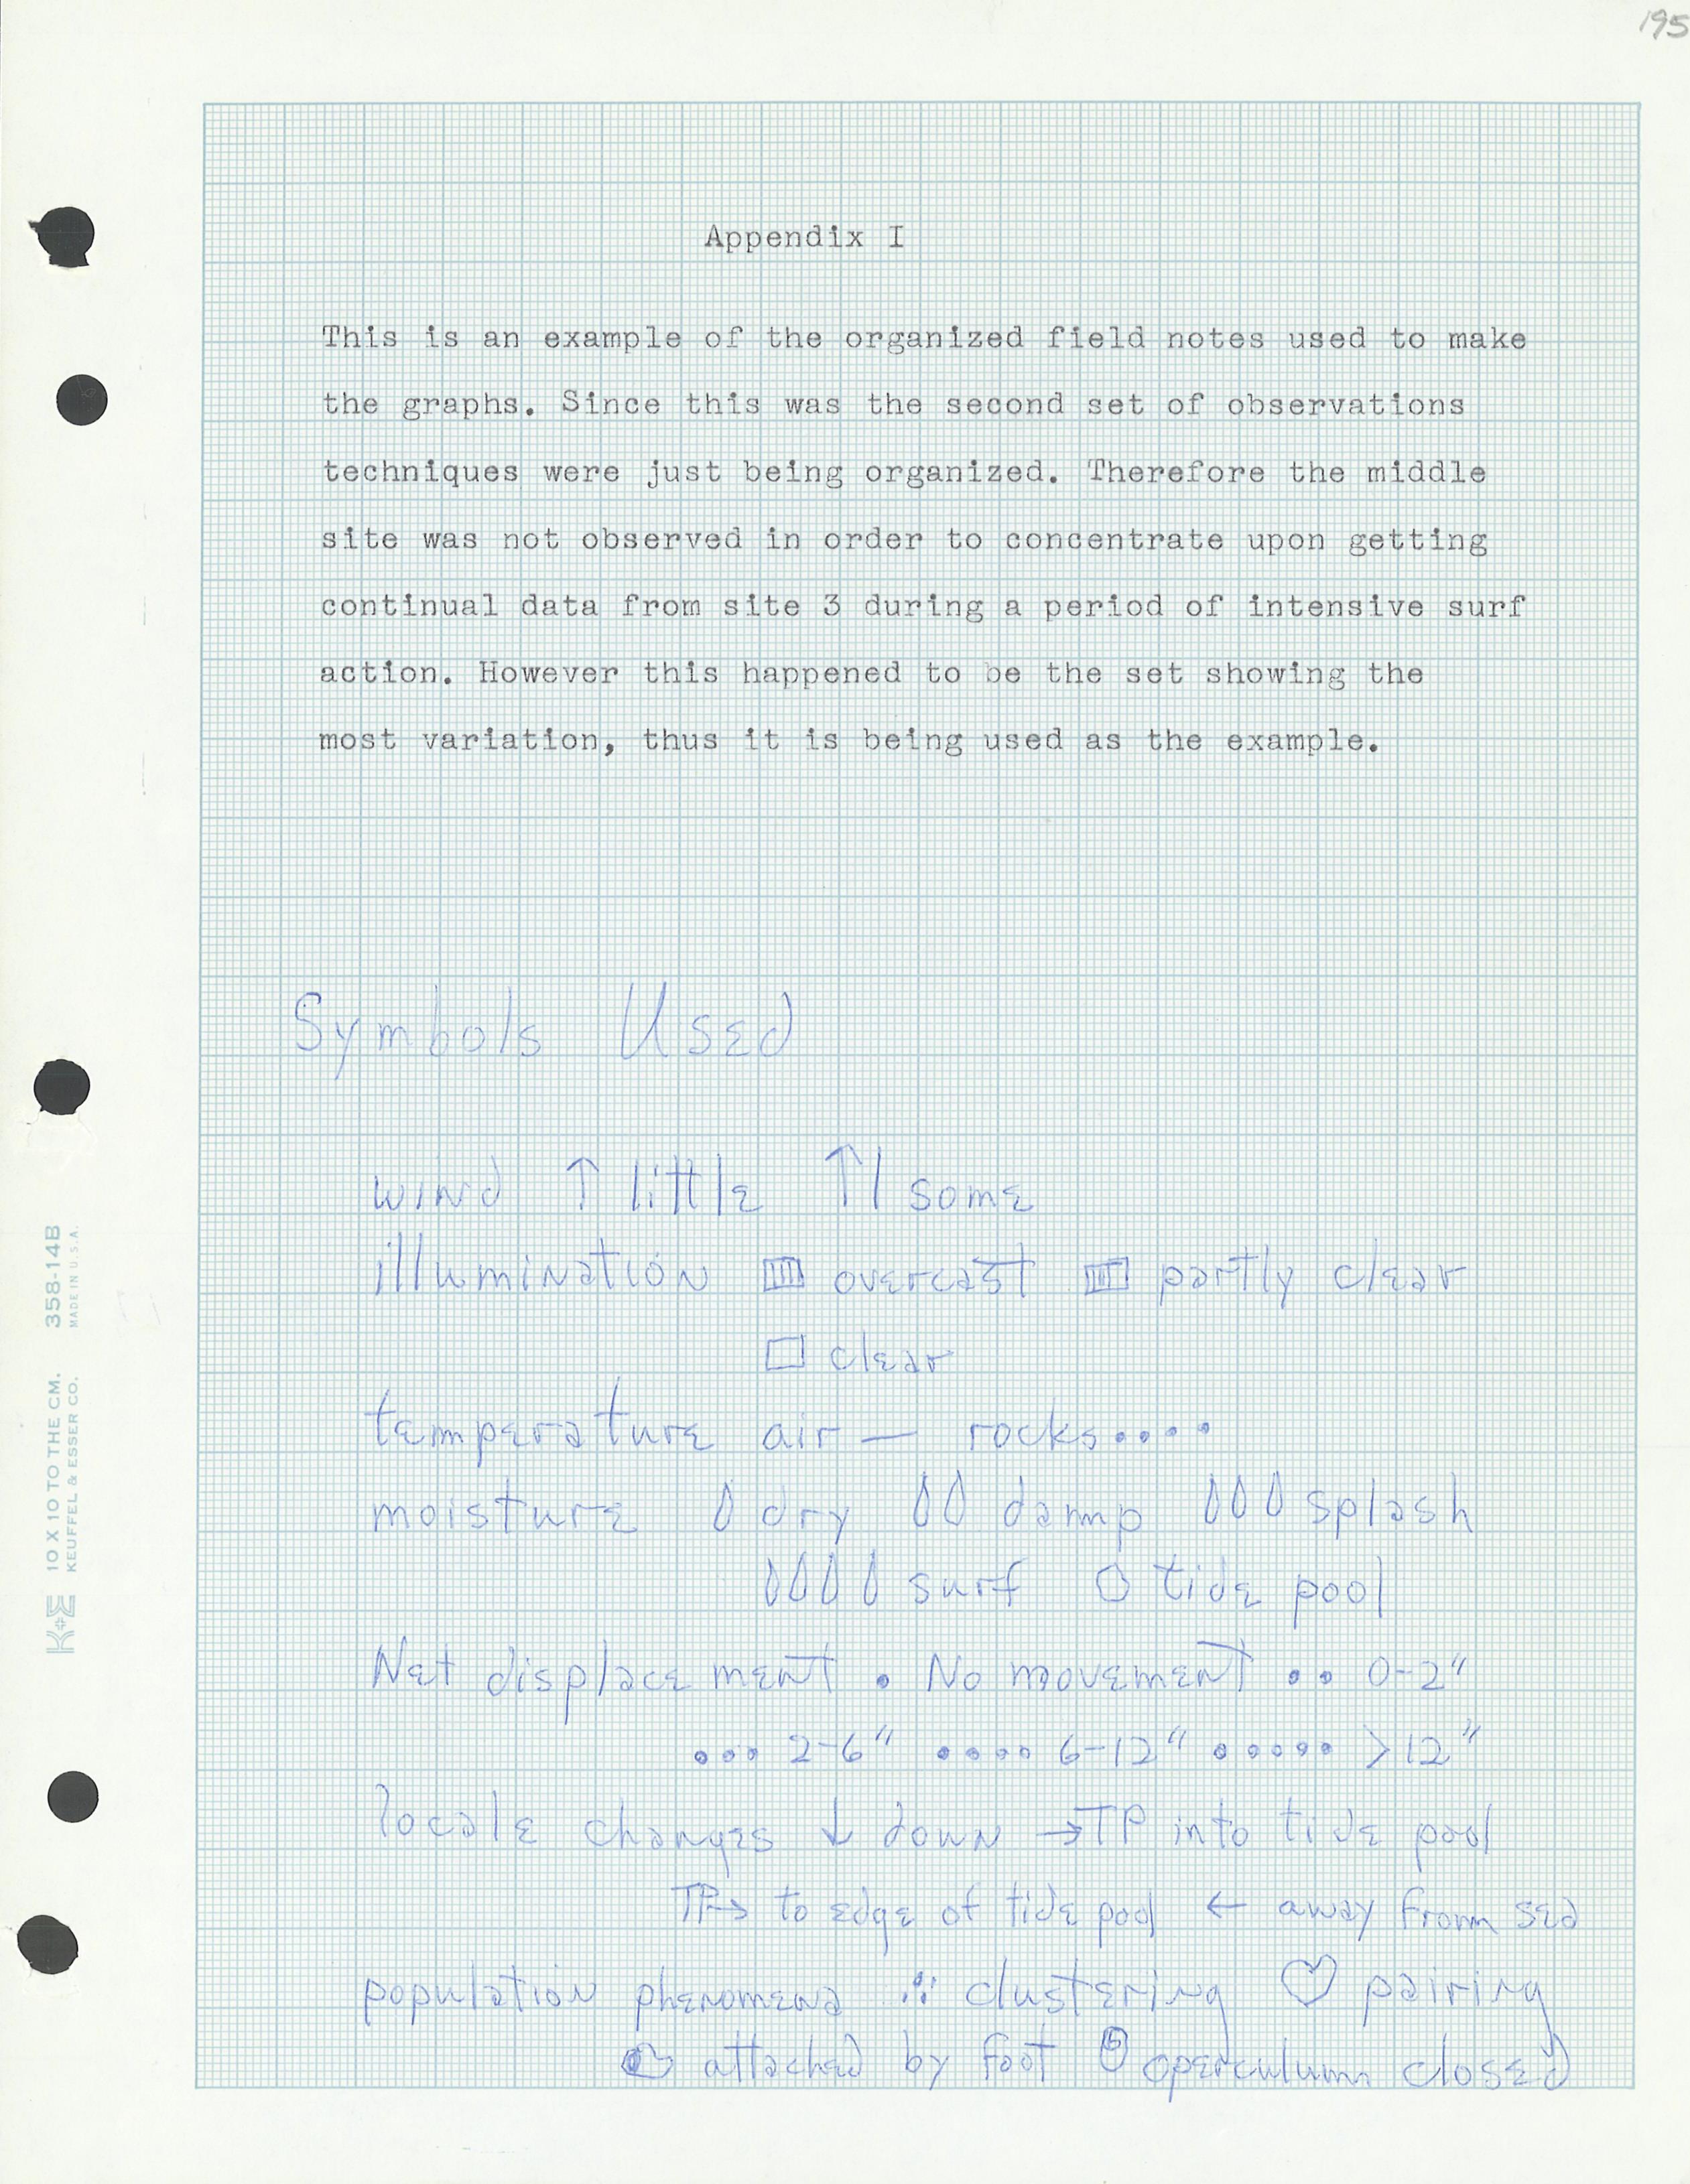 195
Appendix I
This is an example of the organized field notes used to make
the graphs. Since this was the second set of observations
techniques were just being organized. Therefore the middle
site was not observed in order to concentrate upon getting
continual data from site 3 during a period of intensive surf
action. However this happened to be the set showing the
most variation, thus it is being used as the example.
Symbols Used
wind ↑ little ↑| some
illumination overcast partly clear
□ clear
temperature air — rocks....
moisture 0 dry 00 damp 000 splash
0000 surf O tide pool
Net displacement . No movement .. 0-2"
... 2-6" .... 6-12" ..... >12"
locale changes ↓ down →TP into tide pool
TP→ to edge of tide pool ← away from sea
population phenomena clustering ♡ pairing
attached by foot operculum closed
K+E 10 X 10 TO THE CM. 358-14B
KEUFFEL & ESSER CO. MADE IN U.S.A.